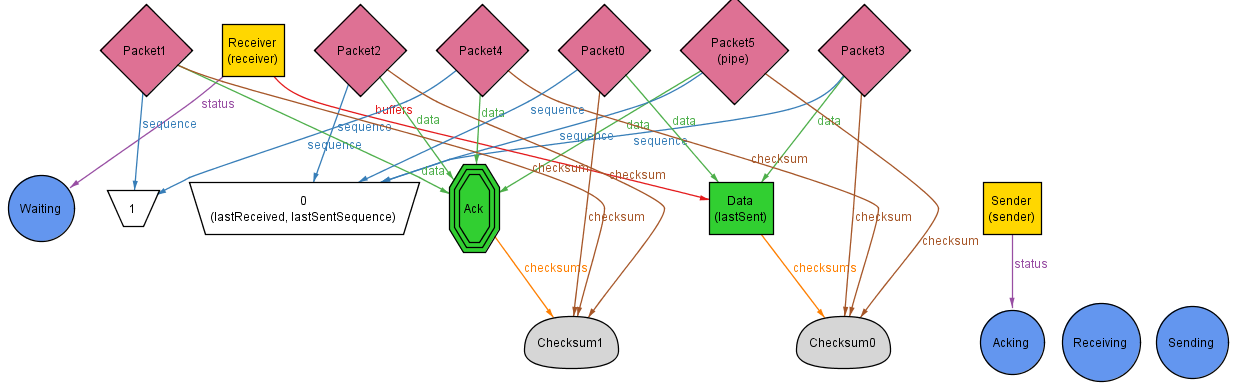 Packet1
Receiver
(receiver)
Packet2
Packet4
Packet0
Packet5
(pipe)
Packet3
status
buffers
sequence
data
sequence
sequence
data
data
data
data
sequence
sequence
sequence
checksum
data
checksum
checksum
Waiting
1
0
(lastReceived, lastSentSequence)
Ack
checksum
Data
(lastSent)
checksum
checksum
Sender
(sender)
checksums
checksums
status
Checksum1
Checksum0
Acking
Receiving
Sending